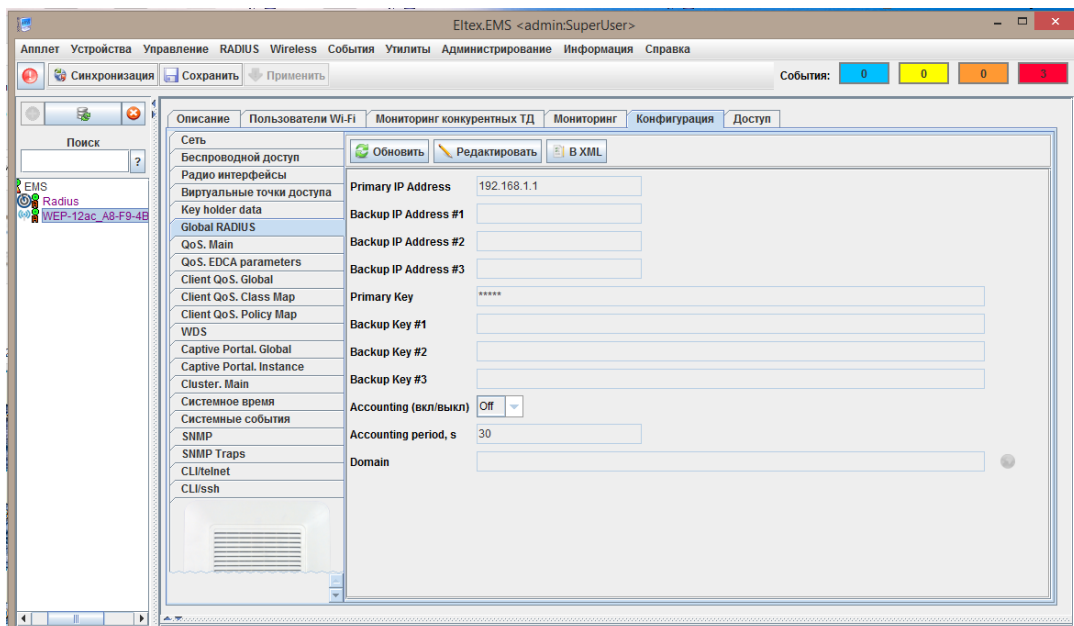 Eltex.EMS <admin:SuperUser>
Апплет Устройства Управление RADIUS Wireless События Утилиты Администрирование Информация Справка
Синхронизация Сохранить Применить События: 0 0 0 3
Поиск
?
EMS
Radius
WEP-12ac_A8-F9-4B
Описание Пользователи Wi-Fi Мониторинг конкурентных ТД Мониторинг Конфигурация Доступ
Сеть
Беспроводной доступ
Радио интерфейсы
Виртуальные точки доступа
Key holder data
Global RADIUS
QoS. Main
QoS. EDCA parameters
Client QoS. Global
Client QoS. Class Map
Client QoS. Policy Map
WDS
Captive Portal. Global
Captive Portal. Instance
Cluster. Main
Системное время
Системные события
SNMP
SNMP Traps
CLI/telnet
CLI/ssh
Обновить Редактировать В XML
Primary IP Address 192.168.1.1
Backup IP Address #1
Backup IP Address #2
Backup IP Address #3
Primary Key *****
Backup Key #1
Backup Key #2
Backup Key #3
Accounting (вкл/выкл) Off
Accounting period, s 30
Domain